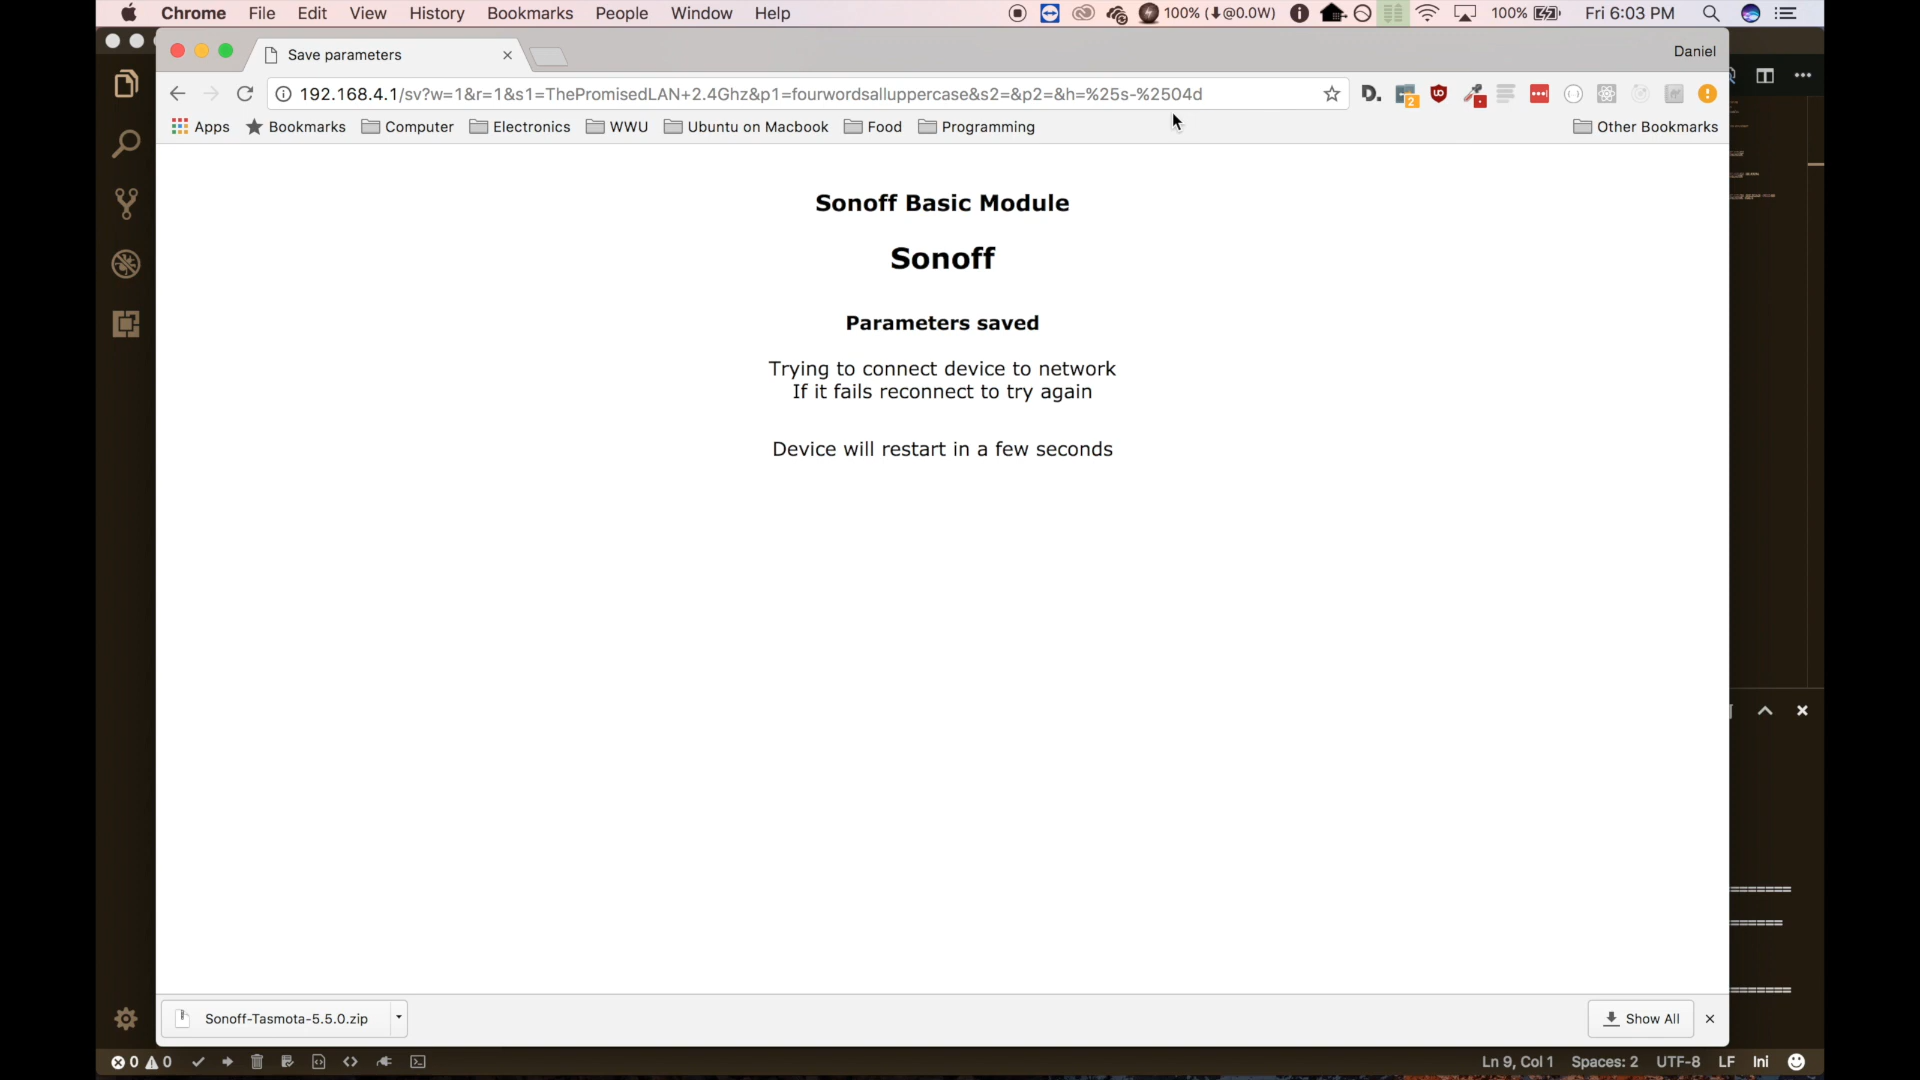 Chrome File Edit View History Bookmarks People Window Help 100% (⬇@0.0W) 100% Fri 6:03 PM
Save parameters
Daniel
192.168.4.1/sv?w=1&r=1&s1=ThePromisedLAN+2.4Ghz&p1=fourwordsalluppercase&s2=&p2=&h=%25s-%2504d
D. 2
Apps Bookmarks Computer Electronics WWU Ubuntu on Macbook Food Programming Other Bookmarks
Sonoff Basic Module
Sonoff
Parameters saved
Trying to connect device to network
If it fails reconnect to try again
Device will restart in a few seconds
Sonoff-Tasmota-5.5.0.zip
Show All
0 0 Ln 9, Col 1 Spaces: 2 UTF-8 LF Ini